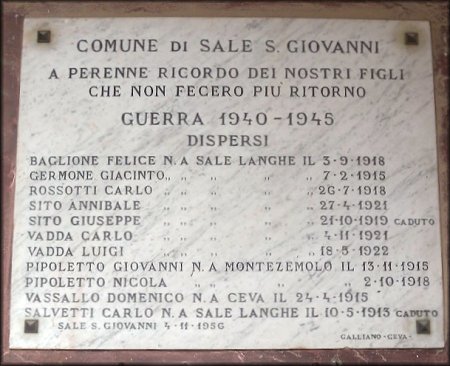 COMUNE DI SALE S. GIOVANNI
A PERENNE RICORDO DEI NOSTRI FIGLI
CHE NON FECERO PIU RITORNO
GUERRA 1940-1945
DISPERSI
BAGLIONE FELICE N. A SALE LANGHE IL 3-9-1918
GERMONE GIACINTO „ „ „ „ „ 7-2-1915
ROSSOTTI CARLO „ „ „ „ „ 26-7-1918
SITO ANNIBALE „ „ „ „ „ 27-4-1921
SITO GIUSEPPE „ „ „ „ „ 21-10-1919 CADUTO
VADDA CARLO „ „ „ „ „ 4-11-1921
VADDA LUIGI „ „ „ „ „ 18-5-1922
PIPOLETTO GIOVANNI N. A MONTEZEMOLO IL 13-11-1915
PIPOLETTO NICOLA „ „ „ „ „ 2-10-1918
VASSALLO DOMENICO N. A CEVA IL 24-4-1915
SALVETTI CARLO N. A SALE LANGHE IL 10-5-1913 CADUTO
SALE S. GIOVANNI 4-11-1956
GALLIANO-CEVA-